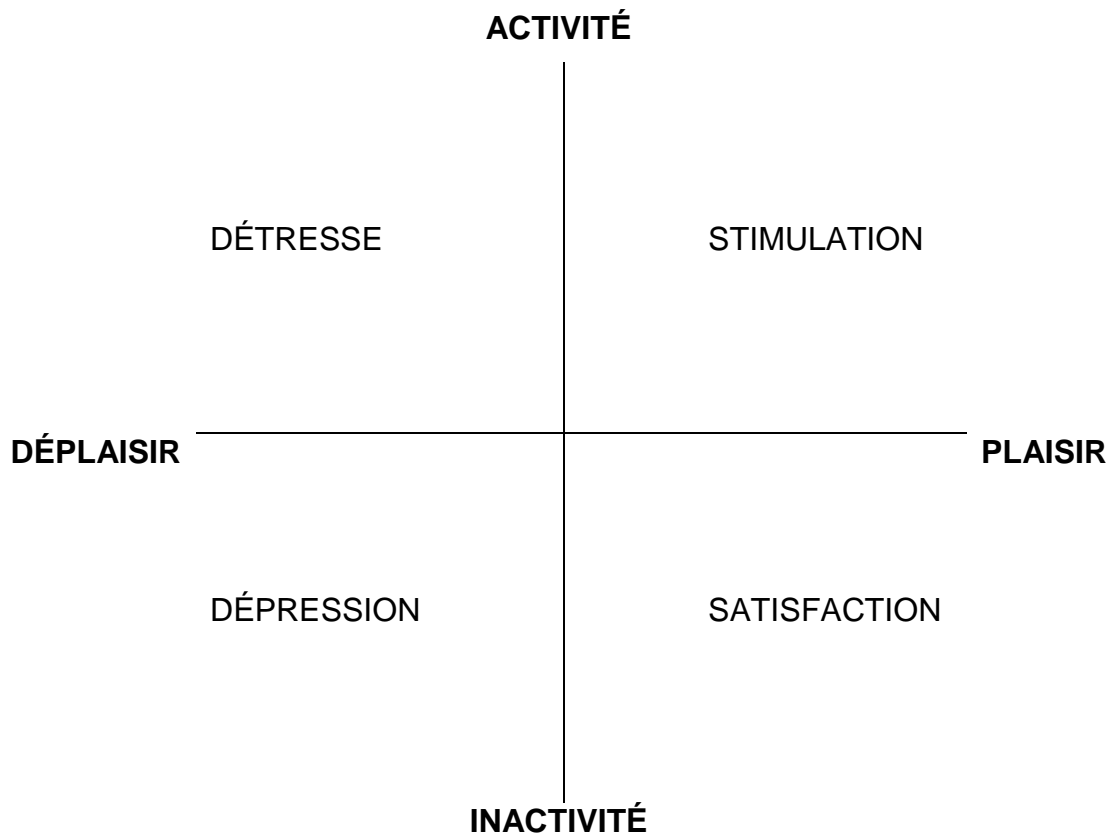 ACTIVITÉ
DÉTRESSE STIMULATION
DÉPLAISIR PLAISIR
DÉPRESSION SATISFACTION
INACTIVITÉ